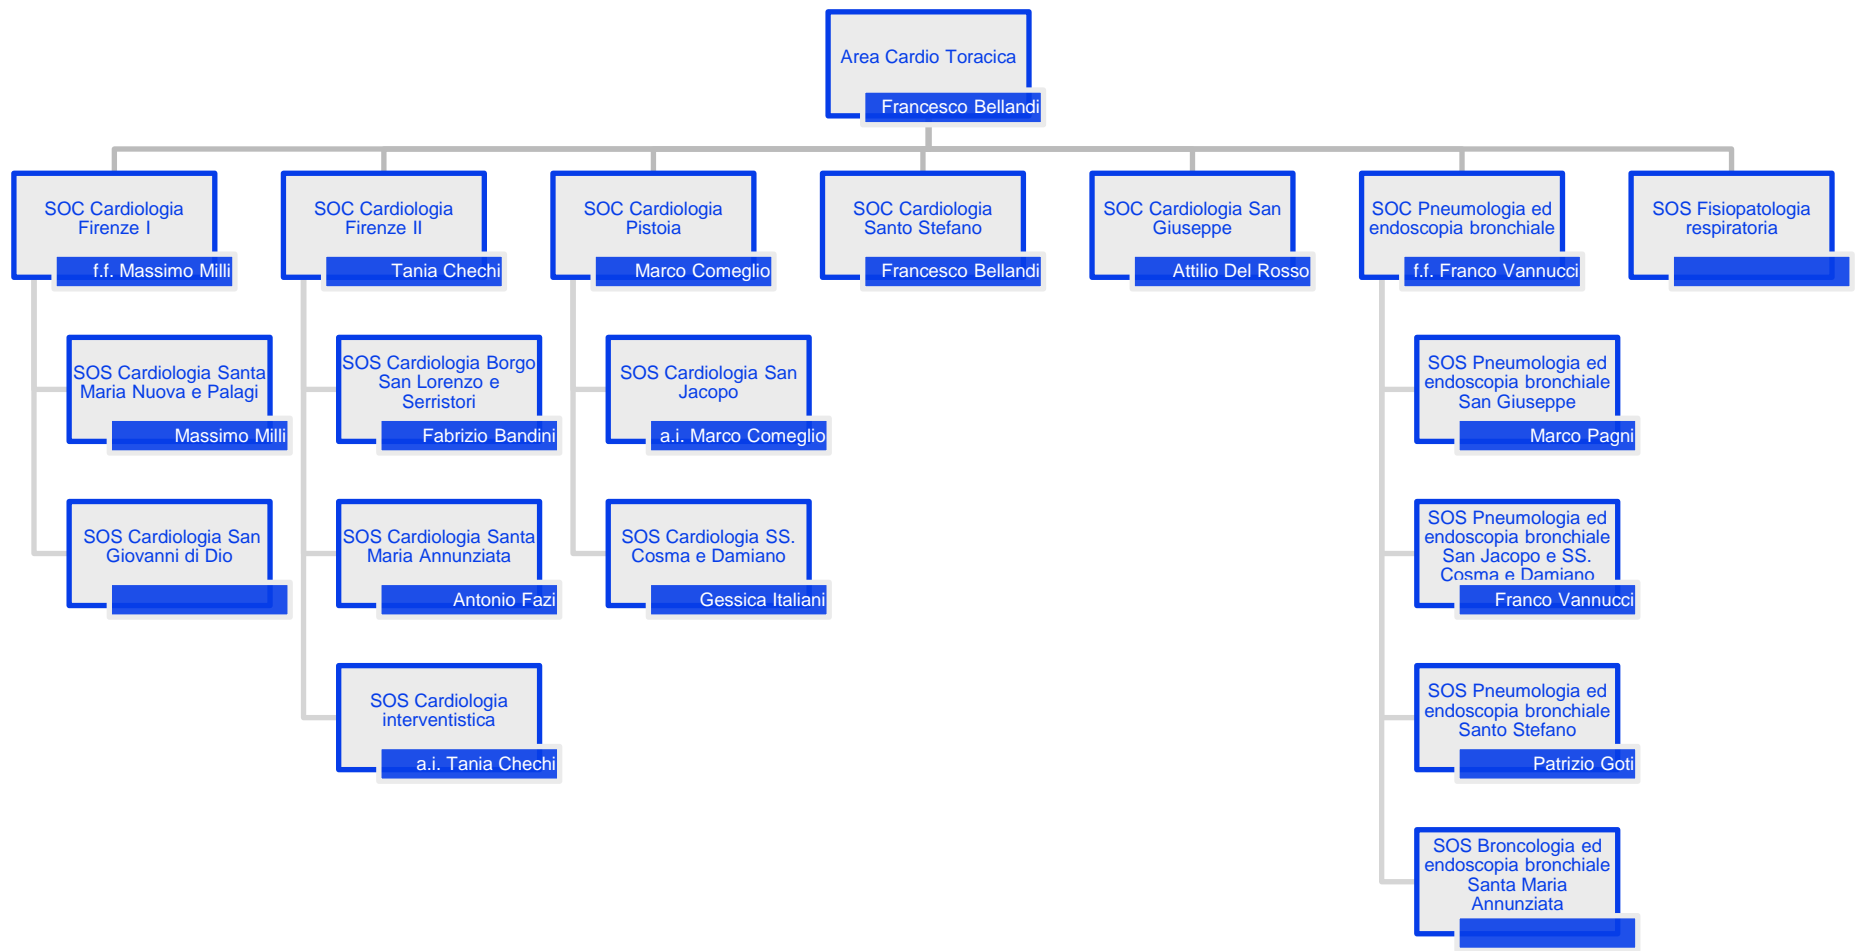 Area Cardio Toracica
Francesco Bellandi
SOC Cardiologia
Firenze I
f.f. Massimo Milli
SOC Cardiologia
Firenze II
Tania Chechi
SOC Cardiologia
Pistoia
Marco Comeglio
SOC Cardiologia
Santo Stefano
Francesco Bellandi
SOC Cardiologia San
Giuseppe
Attilio Del Rosso
SOC Pneumologia ed
endoscopia bronchiale
f.f. Franco Vannucci
SOS Fisiopatologia
respiratoria
SOS Cardiologia Santa
Maria Nuova e Palagi
Massimo Milli
SOS Cardiologia San
Giovanni di Dio
SOS Cardiologia Borgo
San Lorenzo e
Serristori
Fabrizio Bandini
SOS Cardiologia Santa
Maria Annunziata
Antonio Fazi
SOS Cardiologia
interventistica
a.i. Tania Chechi
SOS Cardiologia San
Jacopo
a.i. Marco Comeglio
SOS Cardiologia SS.
Cosma e Damiano
Gessica Italiani
SOS Pneumologia ed
endoscopia bronchiale
San Giuseppe
Marco Pagni
SOS Pneumologia ed
endoscopia bronchiale
San Jacopo e SS.
Cosma e Damiano
Franco Vannucci
SOS Pneumologia ed
endoscopia bronchiale
Santo Stefano
Patrizio Goti
SOS Broncologia ed
endoscopia bronchiale
Santa Maria
Annunziata